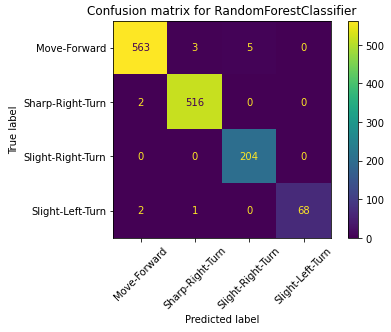 Confusion matrix for RandomForestClassifier
True label
Move-Forward 563 3 5 0
Sharp-Right-Turn 2 516 0 0
Slight-Right-Turn 0 0 204 0
Slight-Left-Turn 2 1 0 68
Move-Forward Sharp-Right-Turn Slight-Right-Turn Slight-Left-Turn
Predicted label
500
400
300
200
100
0